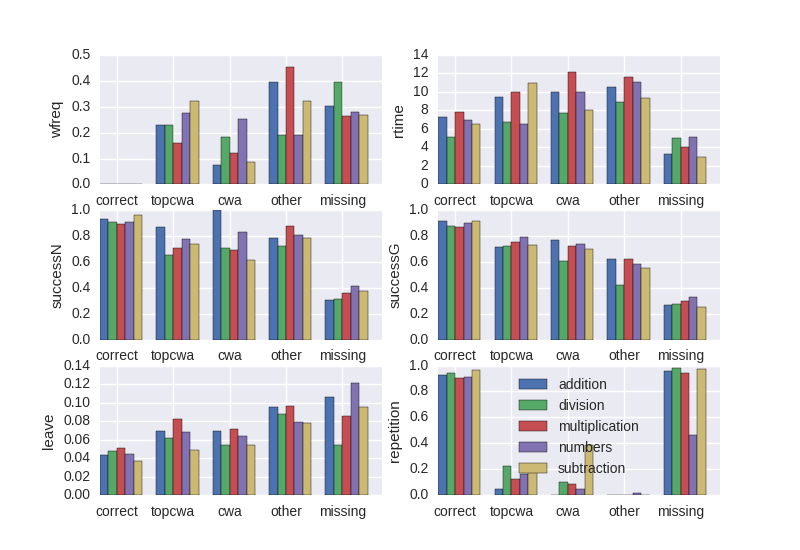 0.5
0.4
0.3
0.2
0.1
0.0
wfreq
correct topcwa cwa other missing
14
12
10
8
6
4
2
0
rtime
correct topcwa cwa other missing
1.0
0.8
0.6
0.4
0.2
0.0
successN
correct topcwa cwa other missing
1.0
0.8
0.6
0.4
0.2
0.0
successG
correct topcwa cwa other missing
0.14
0.12
0.10
0.08
0.06
0.04
0.02
0.00
leave
correct topcwa cwa other missing
1.0
0.8
0.6
0.4
0.2
0.0
repetition
addition
division
multiplication
numbers
subtraction
correct topcwa cwa other missing